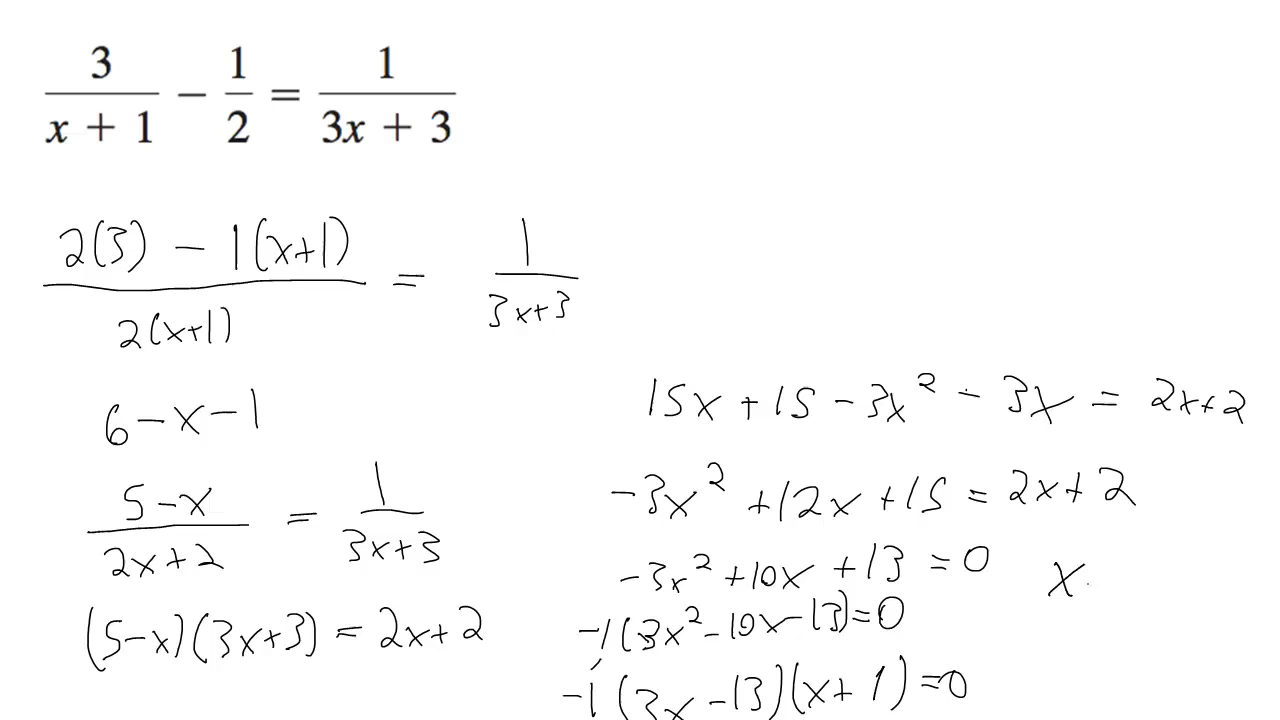 3/(x + 1) − 1/2 = 1/(3x + 3)
(2(3) − 1(x+1))/(2(x+1)) = 1/(3x+3)
6−x−1
(5−x)/(2x+2) = 1/(3x+3)
(5−x)(3x+3) = 2x+2
15x + 15 − 3x² − 3x = 2x+2
−3x² + 12x + 15 = 2x+2
−3x² + 10x + 13 = 0
x
−1(3x² − 10x − 13) = 0
−1(3x − 13)(x + 1) = 0